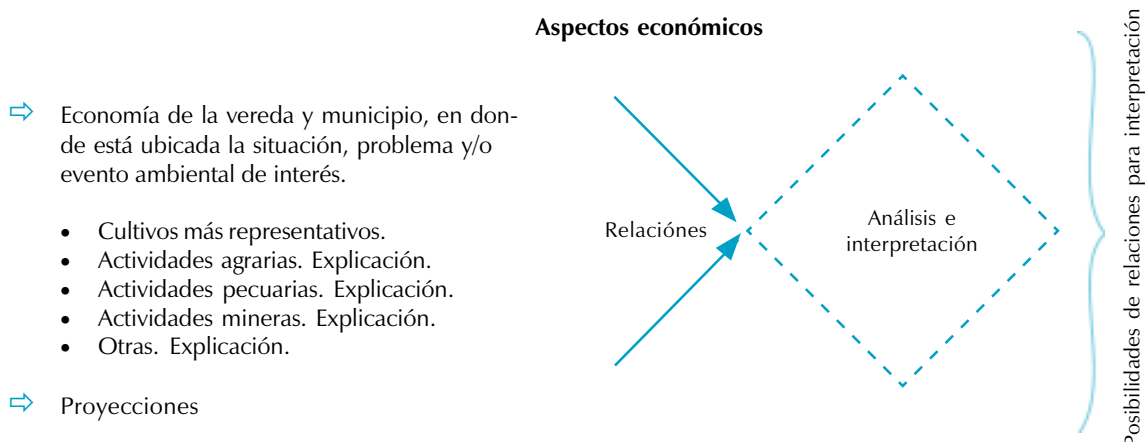 Aspectos económicos
Economía de la vereda y municipio, en don-
de está ubicada la situación, problema y/o
evento ambiental de interés.
• Cultivos más representativos.
• Actividades agrarias. Explicación.
• Actividades pecuarias. Explicación.
• Actividades mineras. Explicación.
• Otras. Explicación.
Proyecciones
Relaciónes
Análisis e
interpretación
Posibilidades de relaciones para interpretación